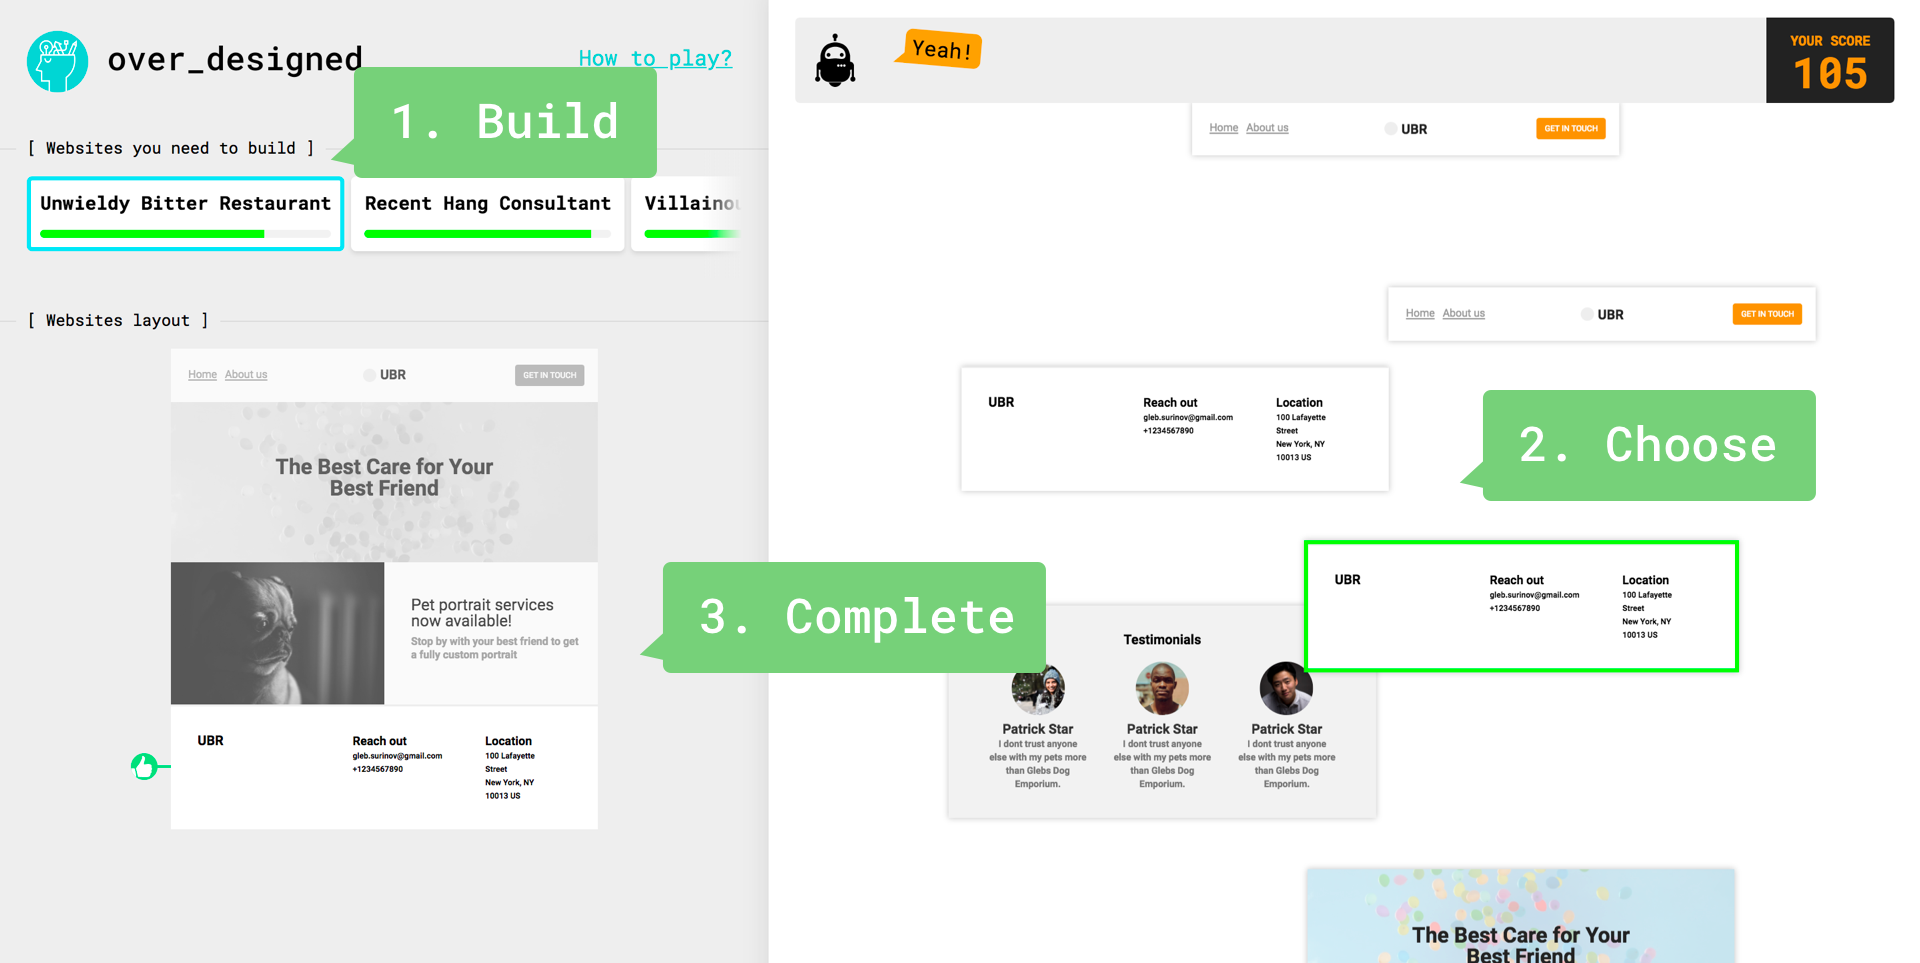 over_designed
How to play?
1. Build
[ Websites you need to build ]
Unwieldy Bitter Restaurant
Recent Hang Consultant
[ Websites layout ]
Home About us
UBR
GET IN TOUCH
The Best Care for Your
Best Friend
Pet portrait services
now available!
Stop by with your best friend to get
a fully custom portrait
UBR
Reach out
gleb.surinov@gmail.com
+1234567890
Location
100 Lafayette
Street
New York, NY
10013 US
3. Complete
Yeah!
YOUR SCORE
105
Home About us
UBR
GET IN TOUCH
Home About us
UBR
GET IN TOUCH
UBR
Reach out
gleb.surinov@gmail.com
+1234567890
Location
100 Lafayette
Street
New York, NY
10013 US
2. Choose
UBR
Reach out
gleb.surinov@gmail.com
+1234567890
Location
100 Lafayette
Street
New York, NY
10013 US
Testimonials
Patrick Star
I dont trust anyone
else with my pets more
than Glebs Dog
Emporium.
Patrick Star
I dont trust anyone
else with my pets more
than Glebs Dog
Emporium.
Patrick Star
I dont trust anyone
else with my pets more
than Glebs Dog
Emporium.
The Best Care for Your
Best Friend